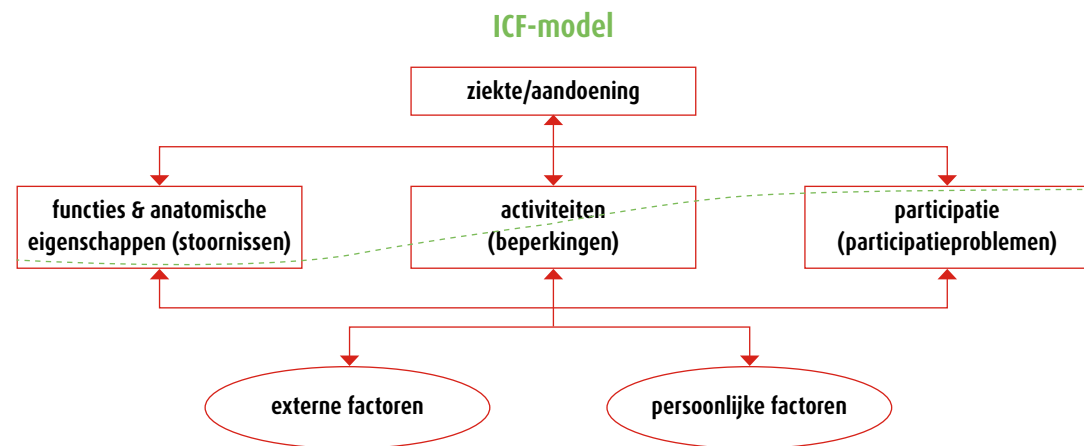 ICF-model
ziekte/aandoening
functies & anatomische
eigenschappen (stoornissen)
activiteiten
(beperkingen)
participatie
(participatieproblemen)
externe factoren
persoonlijke factoren